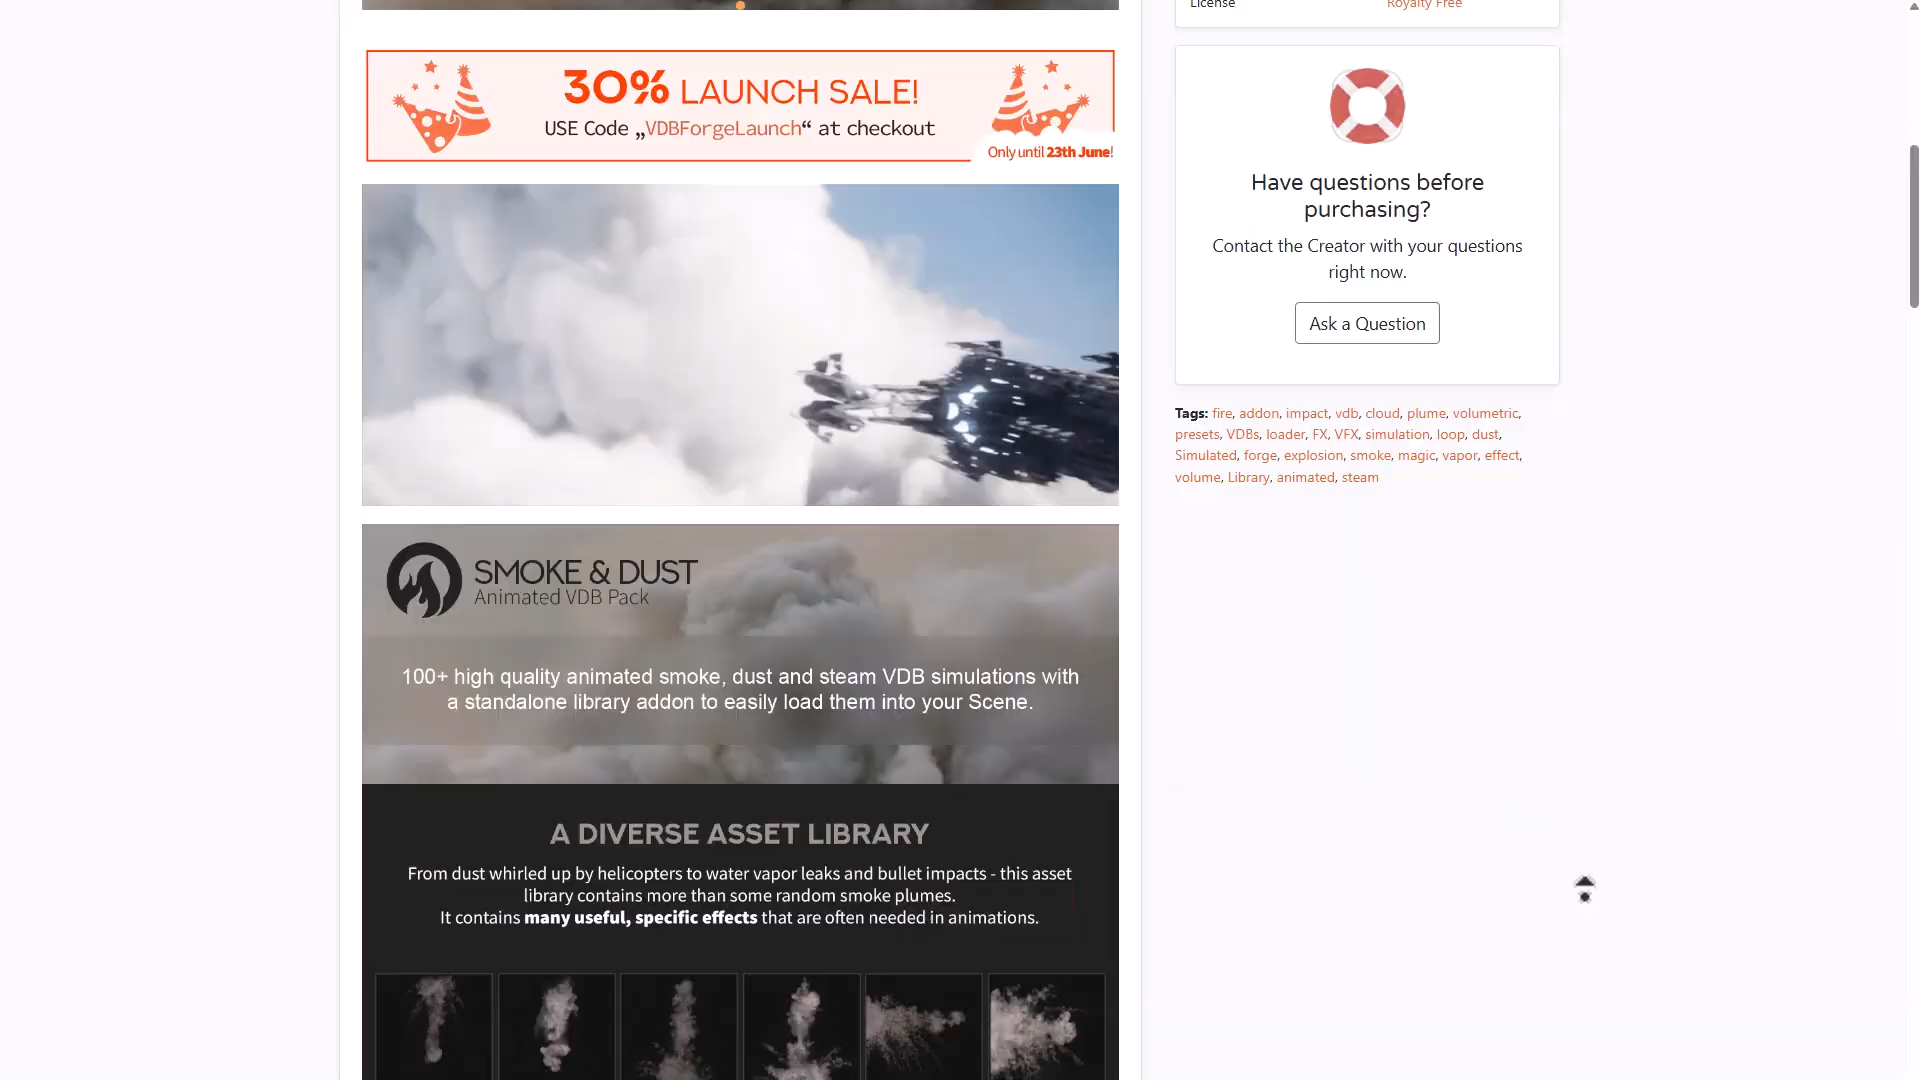 License
Royalty Free
30% LAUNCH SALE!
USE Code „VDBForgeLaunch“ at checkout
Only until 23th June!
Have questions before
purchasing?
Contact the Creator with your questions
right now.
Ask a Question
Tags: fire, addon, impact, vdb, cloud, plume, volumetric,
presets, VDBs, loader, FX, VFX, simulation, loop, dust,
Simulated, forge, explosion, smoke, magic, vapor, effect,
volume, Library, animated, steam
SMOKE & DUST
Animated VDB Pack
100+ high quality animated smoke, dust and steam VDB simulations with
a standalone library addon to easily load them into your Scene.
A DIVERSE ASSET LIBRARY
From dust whirled up by helicopters to water vapor leaks and bullet impacts - this asset
library contains more than some random smoke plumes.
It contains many useful, specific effects that are often needed in animations.